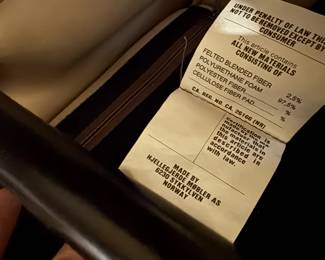 UNDER PENALTY OF LAW THIS
NOT TO BE REMOVED EXCEPT BY
CONSUMER
This article contains
ALL NEW MATERIALS
CONSISTING OF
FELTED BLENDED FIBER
POLYURETHANE FOAM 2,5%
POLYESTER FIBER 97,5%
CELLULOSE FIBER PAD %
%
CA. REG. NO. CA. 26100 (NR)
Certification is
made by the
that the
materials in
this article are
described in
accordance
with law.
MADE BY
HJELLEGJERDE MØBLER AS
6230 SYKKYLVEN
NORWAY